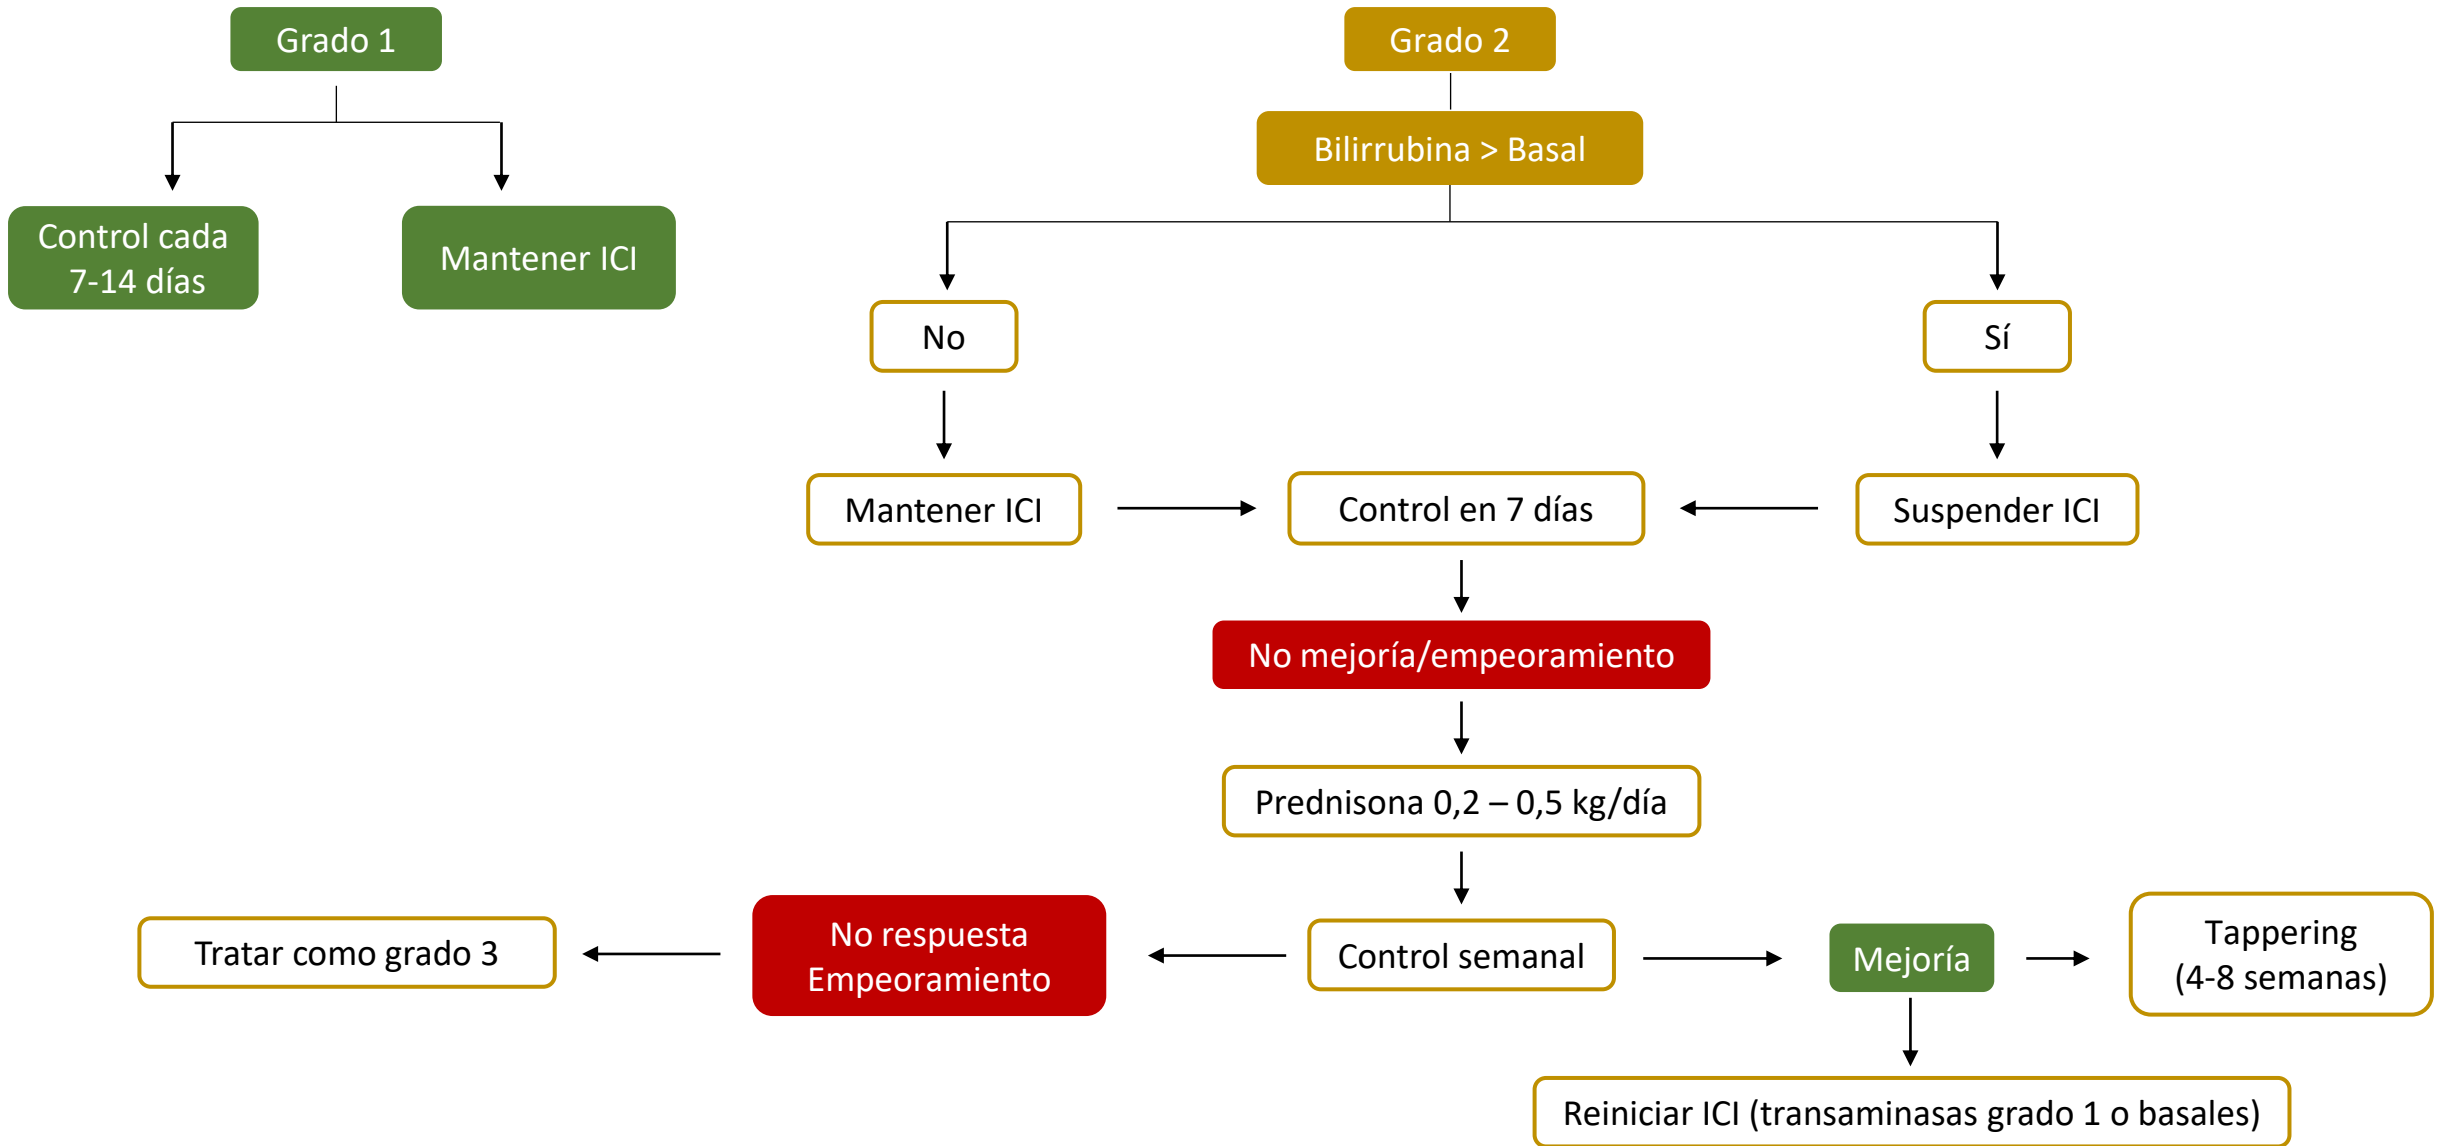 Grado 1
Grado 2
Bilirrubina > Basal
Control cada
7-14 días
Mantener ICI
No
Sí
Mantener ICI
Control en 7 días
Suspender ICI
No mejoría/empeoramiento
Prednisona 0,2 – 0,5 kg/día
Tratar como grado 3
No respuesta
Empeoramiento
Control semanal
Mejoría
Tappering
(4-8 semanas)
Reiniciar ICI (transaminasas grado 1 o basales)